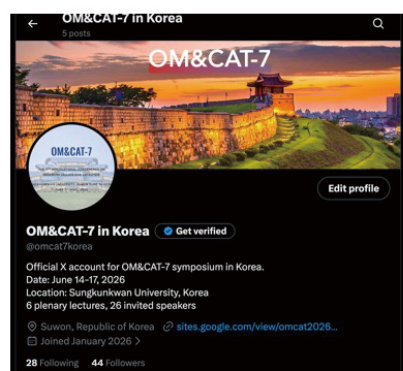 OM&CAT-7 in Korea
5 posts
OM&CAT-7
OM&CAT-7
Edit profile
OM&CAT-7 in Korea Get verified
@omcat7korea
Official X account for OM&CAT-7 symposium in Korea.
Date: June 14-17, 2026
Location: Sungkunkwan University, Korea
6 plenary lectures, 26 invited speakers
Suwon, Republic of Korea sites.google.com/view/omcat2026...
Joined January 2026 >
28 Following 44 Followers